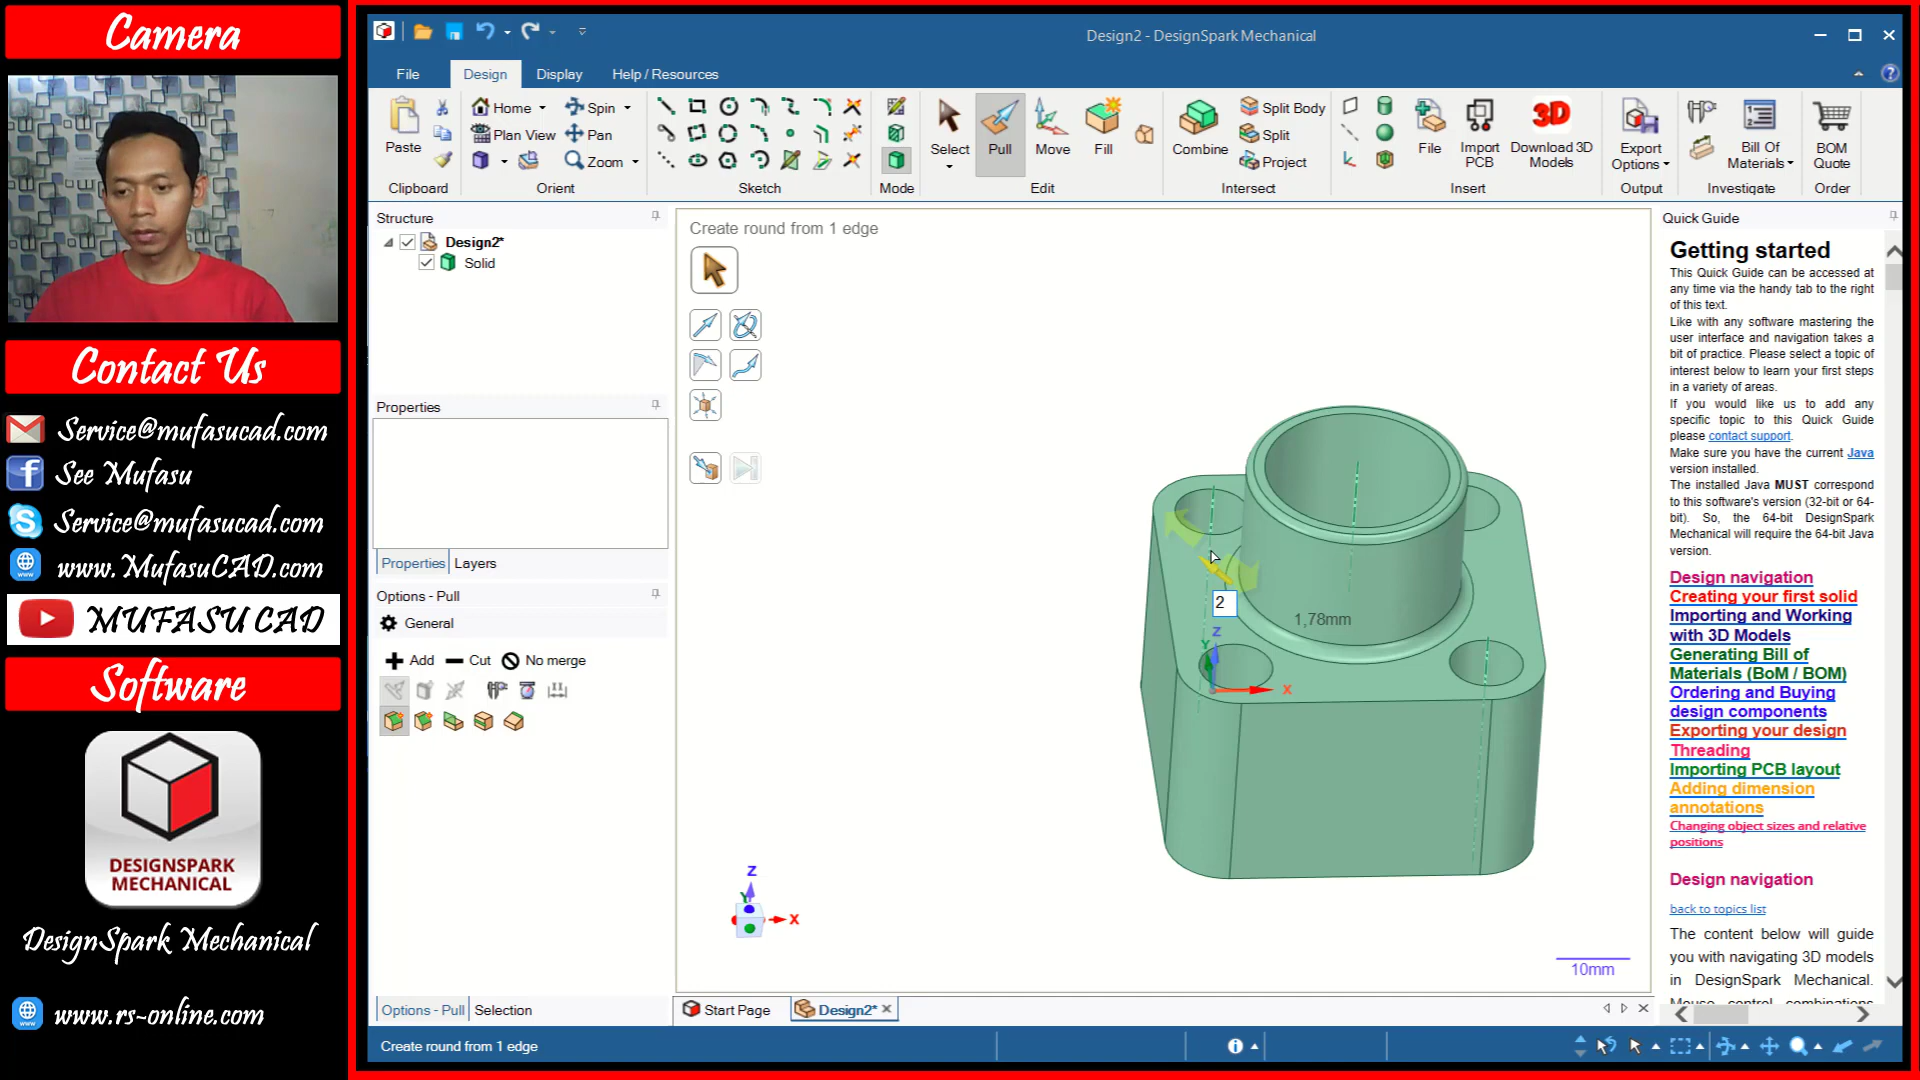 Camera
Contact Us
Service@mufasucad.com
See Mufasu
Service@mufasucad.com
www.MufasuCAD.com
MUFASU CAD
Software
DESIGNSPARK
MECHANICAL
DesignSpark Mechanical
www.rs-online.com
Design2 - DesignSpark Mechanical
File
Design
Display
Help / Resources
Paste
Clipboard
Home
Spin
Plan View
Pan
Zoom
Orient
Sketch
Mode
Select
Pull
Move
Fill
Edit
Combine
Split Body
Split
Project
Intersect
File
Import
PCB
3D
Download 3D
Models
Insert
Export
Options
Output
Bill Of
Materials
Investigate
BOM
Quote
Order
Structure
Design2*
Solid
Properties
Properties
Layers
Options - Pull
General
Add
Cut
No merge
Options - Pull
Selection
Create round from 1 edge
2
1,78mm
Z
Y
X
Z
Y
X
10mm
Start Page
Design2*
Create round from 1 edge
Quick Guide
Getting started
This Quick Guide can be accessed at
any time via the handy tab to the right
of this text.
Like with any software mastering the
user interface and navigation takes a
bit of practice. Please select a topic of
interest below to learn your first steps
in a variety of areas.
If you would like us to add any
specific topic to this Quick Guide
please contact support.
Make sure you have the current Java
version installed.
The installed Java MUST correspond
to this software's version (32-bit or 64-
bit). So, the 64-bit DesignSpark
Mechanical will require the 64-bit Java
version.
Design navigation
Creating your first solid
Importing and Working
with 3D Models
Generating Bill of
Materials (BoM / BOM)
Ordering and Buying
design components
Exporting your design
Threading
Importing PCB layout
Adding dimension
annotations
Changing object sizes and relative
positions
Design navigation
back to topics list
The content below will guide
you with navigating 3D models
in DesignSpark Mechanical.
Mouse control combinations